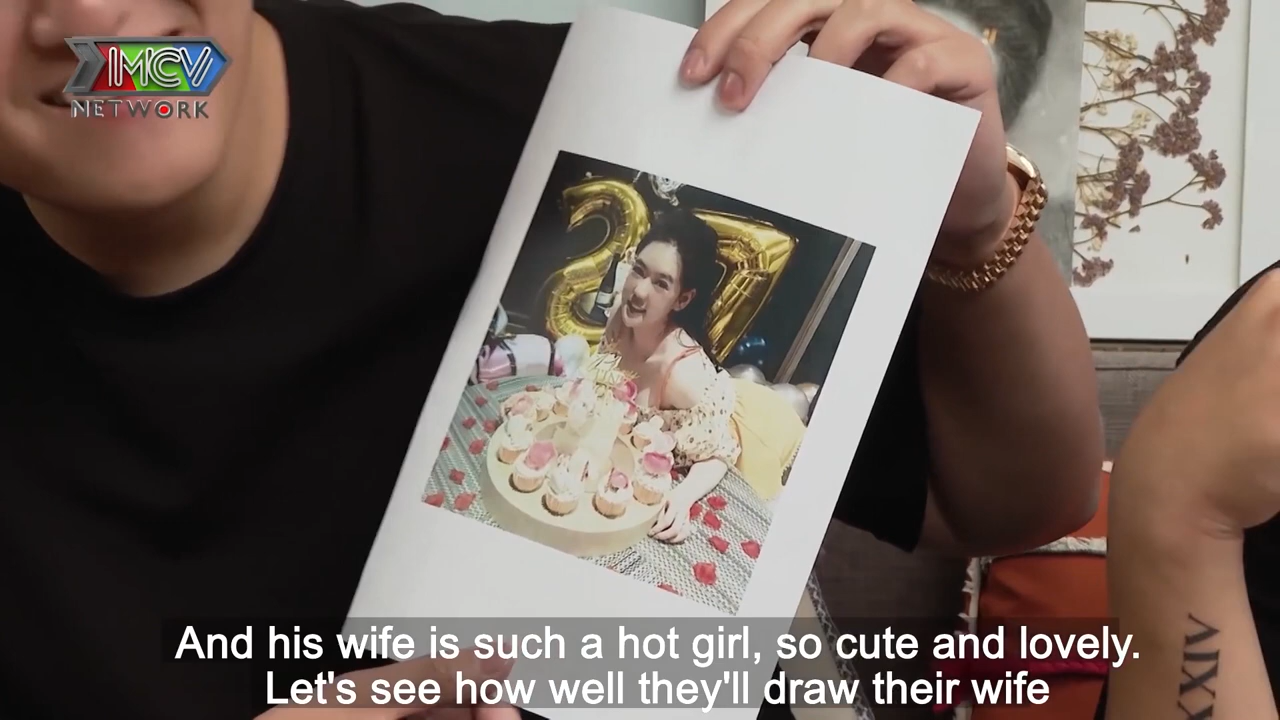 MCV
NETWORK
27
And his wife is such a hot girl, so cute and lovely.
Let's see how well they'll draw their wife